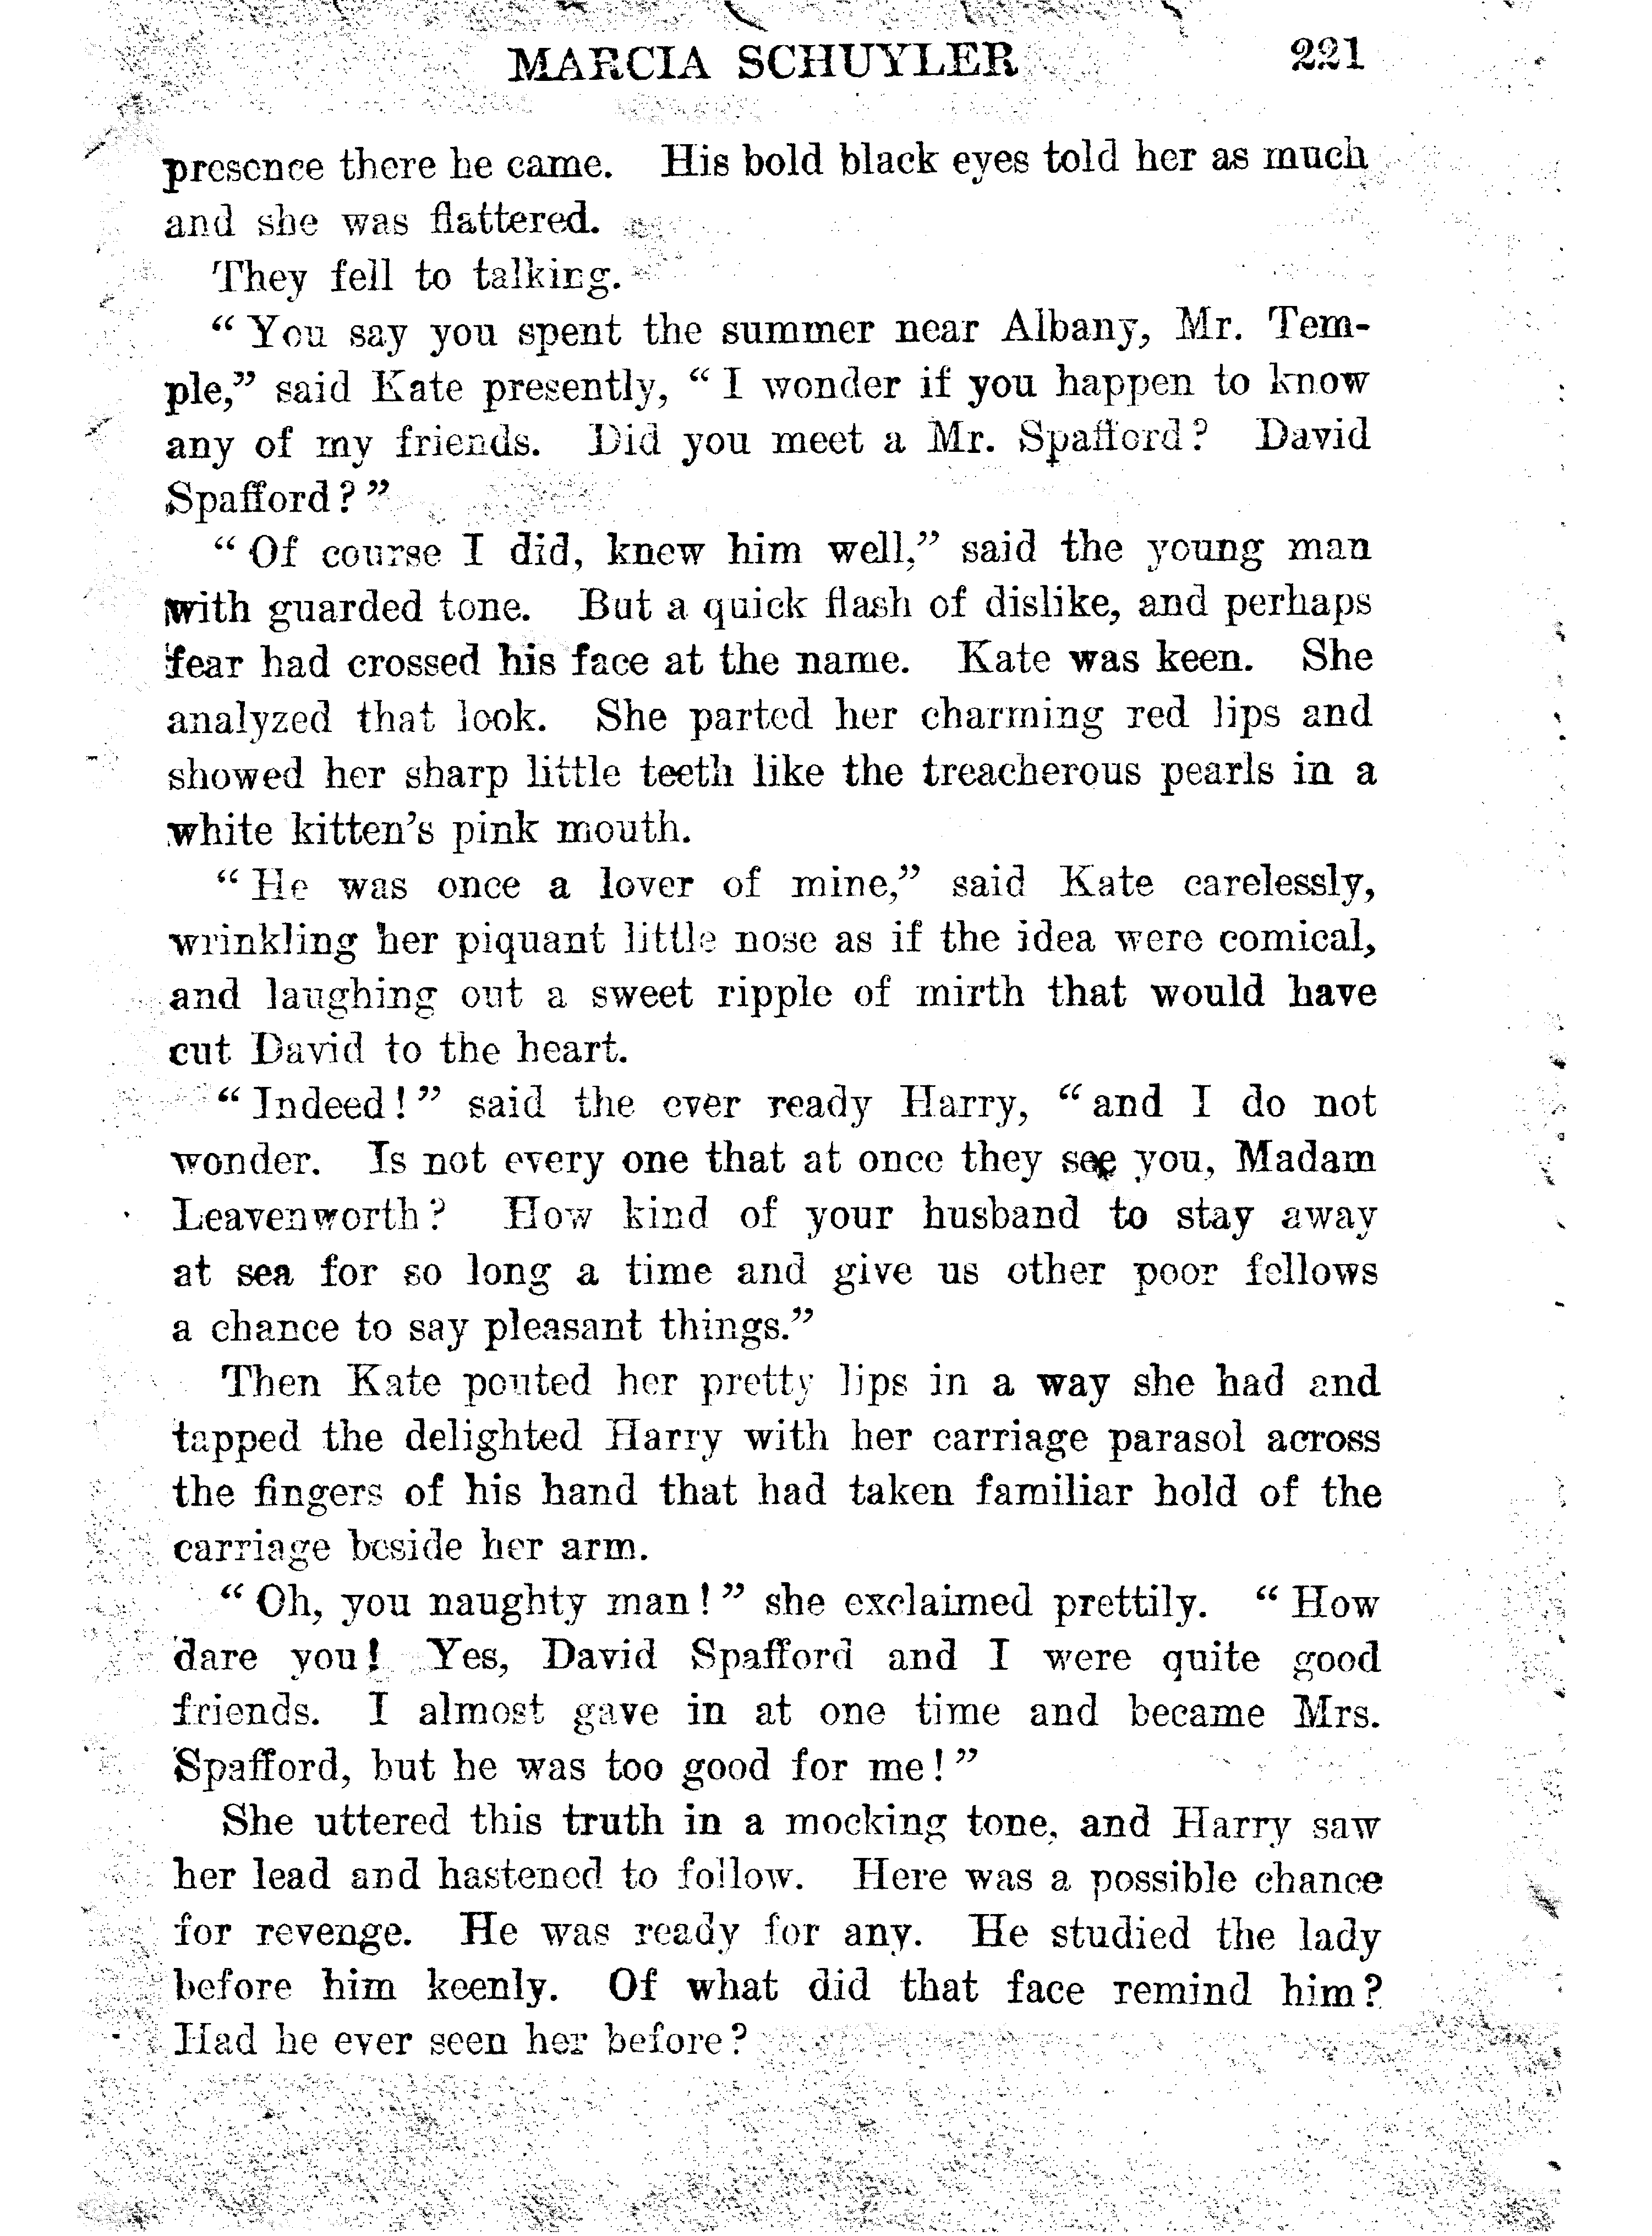 MARCIA SCHUYLER 221
presence there he came. His bold black eyes told her as much
and she was flattered.
They fell to talking.
“ You say you spent the summer near Albany, Mr. Tem-
ple,” said Kate presently, “ I wonder if you happen to know
any of my friends. Did you meet a Mr. Spafford? David
Spafford?”
“ Of course I did, knew him well,” said the young man
with guarded tone. But a quick flash of dislike, and perhaps
fear had crossed his face at the name. Kate was keen. She
analyzed that look. She parted her charming red lips and
showed her sharp little teeth like the treacherous pearls in a
white kitten’s pink mouth.
“ He was once a lover of mine,” said Kate carelessly,
wrinkling her piquant little nose as if the idea were comical,
and laughing out a sweet ripple of mirth that would have
cut David to the heart.
“ Indeed!” said the ever ready Harry, “ and I do not
wonder. Is not every one that at once they see you, Madam
Leavenworth? How kind of your husband to stay away
at sea for so long a time and give us other poor fellows
a chance to say pleasant things.”
Then Kate pouted her pretty lips in a way she had and
tapped the delighted Harry with her carriage parasol across
the fingers of his hand that had taken familiar hold of the
carriage beside her arm.
“ Oh, you naughty man!” she exclaimed prettily. “ How
dare you! Yes, David Spafford and I were quite good
friends. I almost gave in at one time and became Mrs.
Spafford, but he was too good for me!”
She uttered this truth in a mocking tone, and Harry saw
her lead and hastened to follow. Here was a possible chance
for revenge. He was ready for any. He studied the lady
before him keenly. Of what did that face remind him?
Had he ever seen her before?